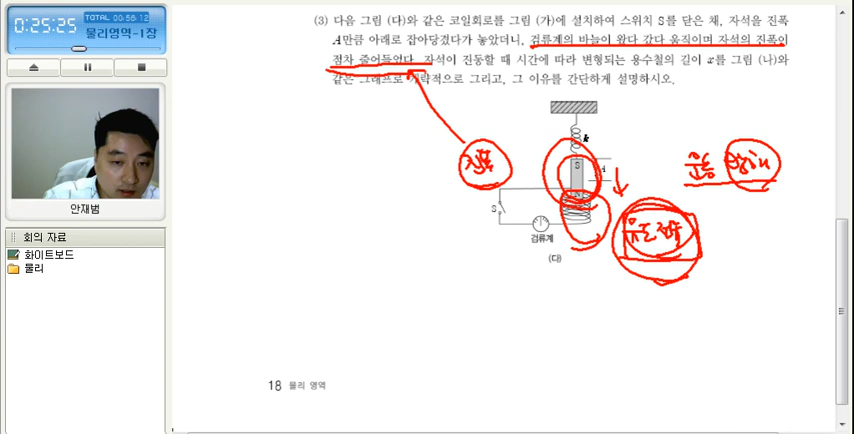 0:25:25
TOTAL 00:56:12
물리영역-1장
안재범
회의 자료
화이트보드
물리
(3) 다음 그림 (다)와 같은 코일회로를 그림 (가)에 설치하여 스위치 S를 닫은 채, 자석을 진폭
A만큼 아래로 잡아당겼다가 놓았더니, 검류계의 바늘이 왔다 갔다 움직이며 자석의 진폭이
점차 줄어들었다. 자석이 진동할 때 시간에 따라 변형되는 용수철의 길이 x를 그림 (나)와
같은 그래프로 개략적으로 그리고, 그 이유를 간단하게 설명하시오.
k
S
진폭
운동 방해
S
유도 전류
검류계
(다)
18 물리 영역